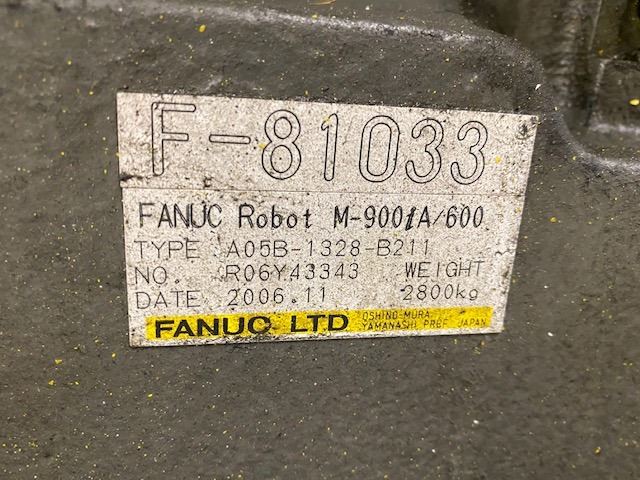 F-81033
FANUC Robot M-900iA/600
TYPE A05B-1328-B211
NO. R06Y43343 WEIGHT
DATE 2006.11 2800kg
FANUC LTD OSHINO-MURA
YAMANASHI PREF. JAPAN